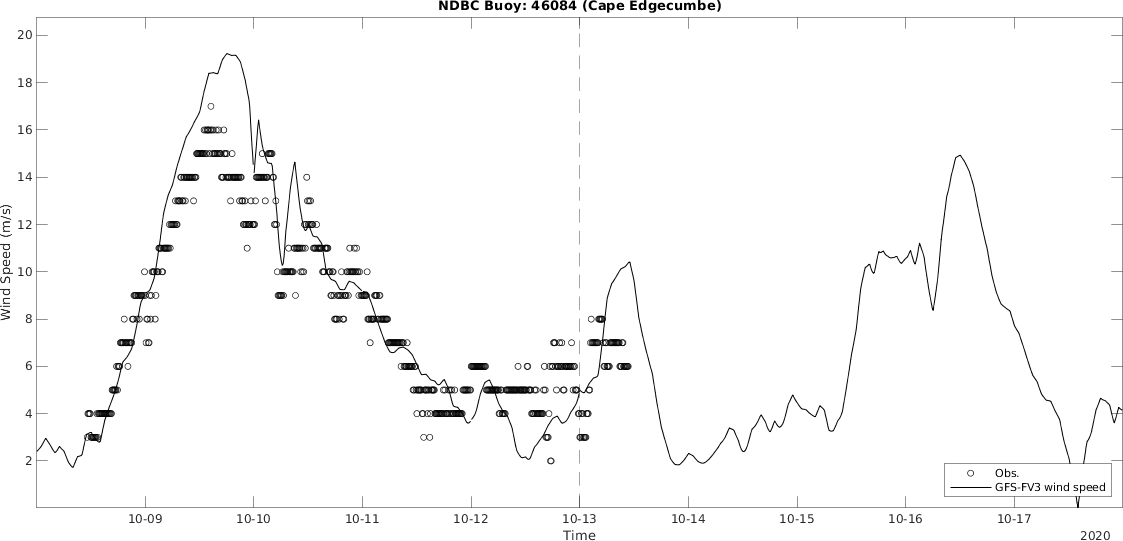 NDBC Buoy: 46084 (Cape Edgecumbe)
20
18
16
14
12
10
8
6
4
2
Wind Speed (m/s)
10-09 10-10 10-11 10-12 10-13 10-14 10-15 10-16 10-17
Time
2020
Obs.
GFS-FV3 wind speed